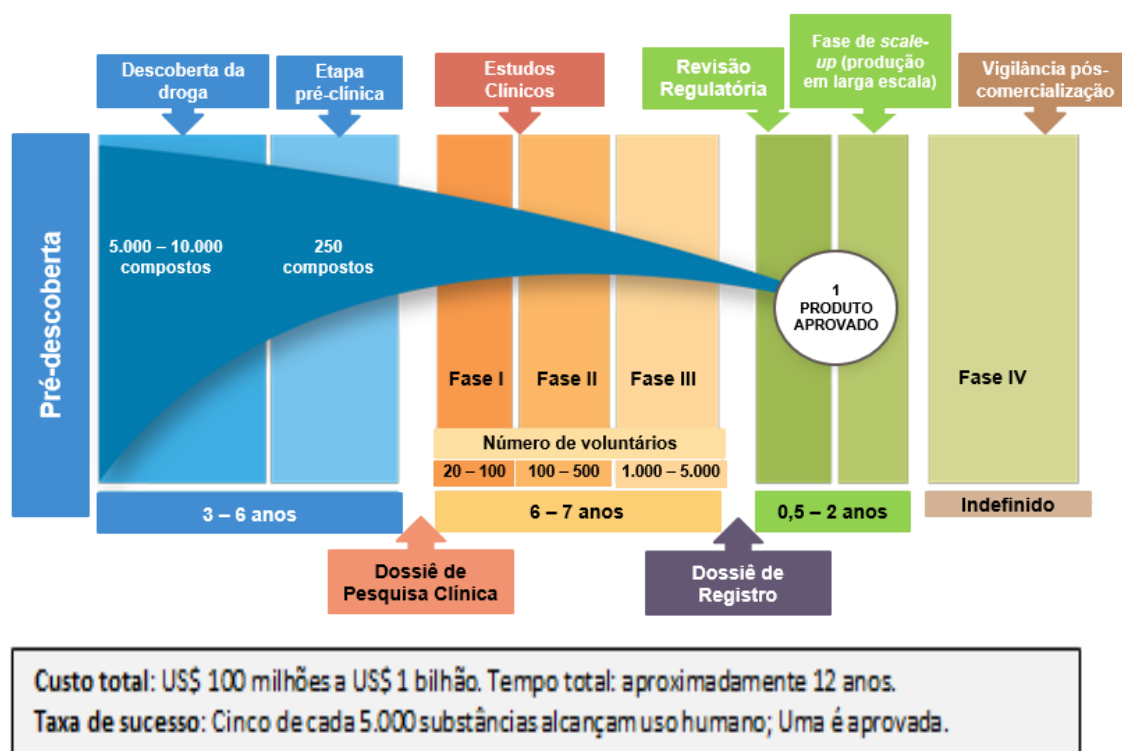 Descoberta da
droga
Etapa
pré-clínica
Estudos
Clínicos
Revisão
Regulatória
Fase de scale-
up (produção
em larga escala)
Vigilância pós-
comercialização
Pré-descoberta
5.000 – 10.000
compostos
250
compostos
1
PRODUTO
APROVADO
Fase I
Fase II
Fase III
Fase IV
Número de voluntários
20 – 100
100 – 500
1.000 – 5.000
3 – 6 anos
6 – 7 anos
0,5 – 2 anos
Indefinido
Dossiê de
Pesquisa Clínica
Dossiê de
Registro
Custo total: US$ 100 milhões a US$ 1 bilhão. Tempo total: aproximadamente 12 anos.
Taxa de sucesso: Cinco de cada 5.000 substâncias alcançam uso humano; Uma é aprovada.